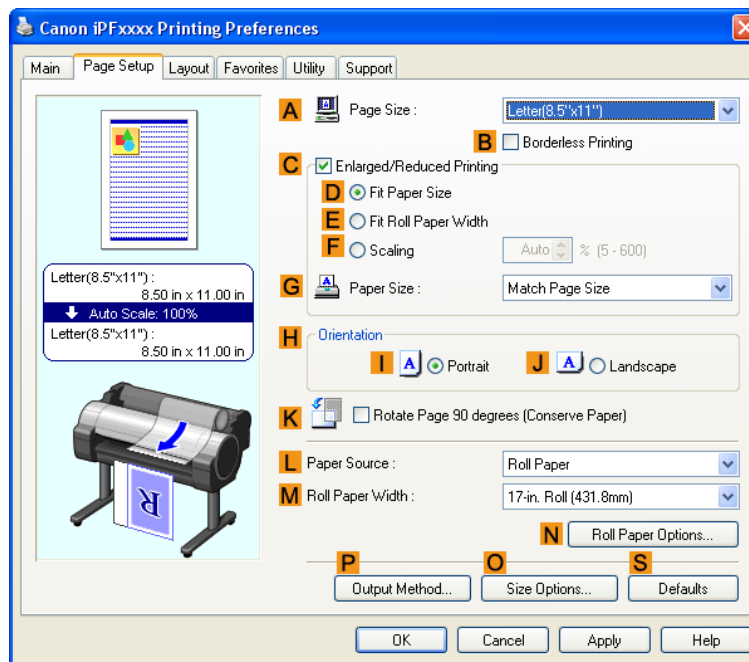 Canon iPFxxxx Printing Preferences
Main Page Setup Layout Favorites Utility Support
A Page Size : Letter(8.5"x11")
B Borderless Printing
C Enlarged/Reduced Printing
D Fit Paper Size
E Fit Roll Paper Width
F Scaling Auto % (5 - 600)
Letter(8.5"x11") :
8.50 in x 11.00 in
Auto Scale: 100%
Letter(8.5"x11") :
8.50 in x 11.00 in
G A Paper Size : Match Page Size
H Orientation
I A Portrait J A Landscape
K Rotate Page 90 degrees (Conserve Paper)
L Paper Source : Roll Paper
M Roll Paper Width : 17-in. Roll (431.8mm)
R
N Roll Paper Options...
P O S
Output Method... Size Options... Defaults
OK Cancel Apply Help